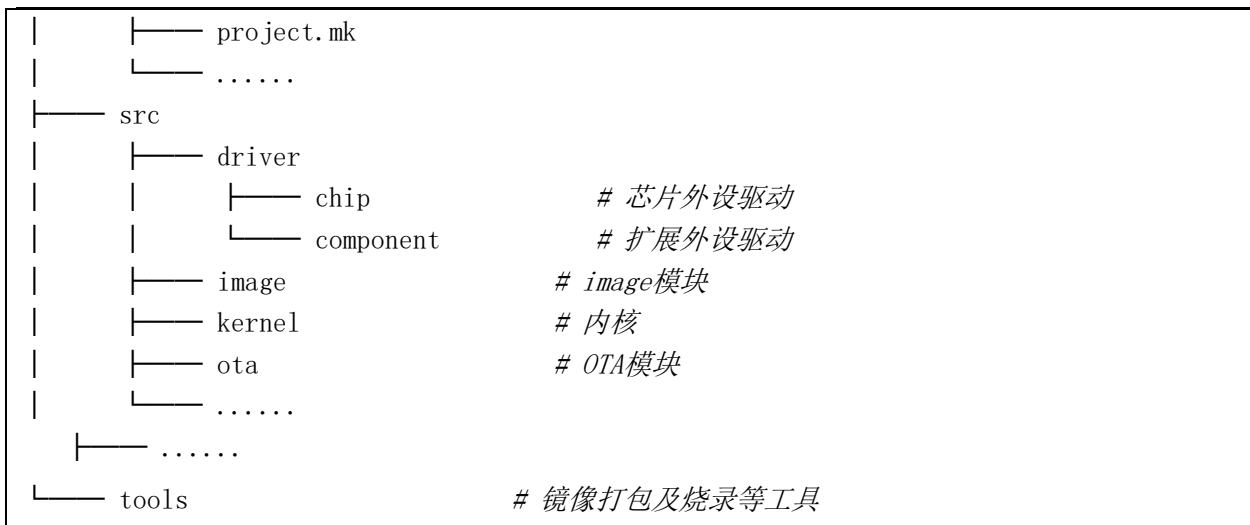 │ ├── project.mk
│ └── ......
├── src
│ ├── driver
│ │ ├── chip # 芯片外设驱动
│ │ └── component # 扩展外设驱动
│ ├── image # image模块
│ ├── kernel # 内核
│ ├── ota # OTA模块
│ └── ......
├── ......
└── tools # 镜像打包及烧录等工具